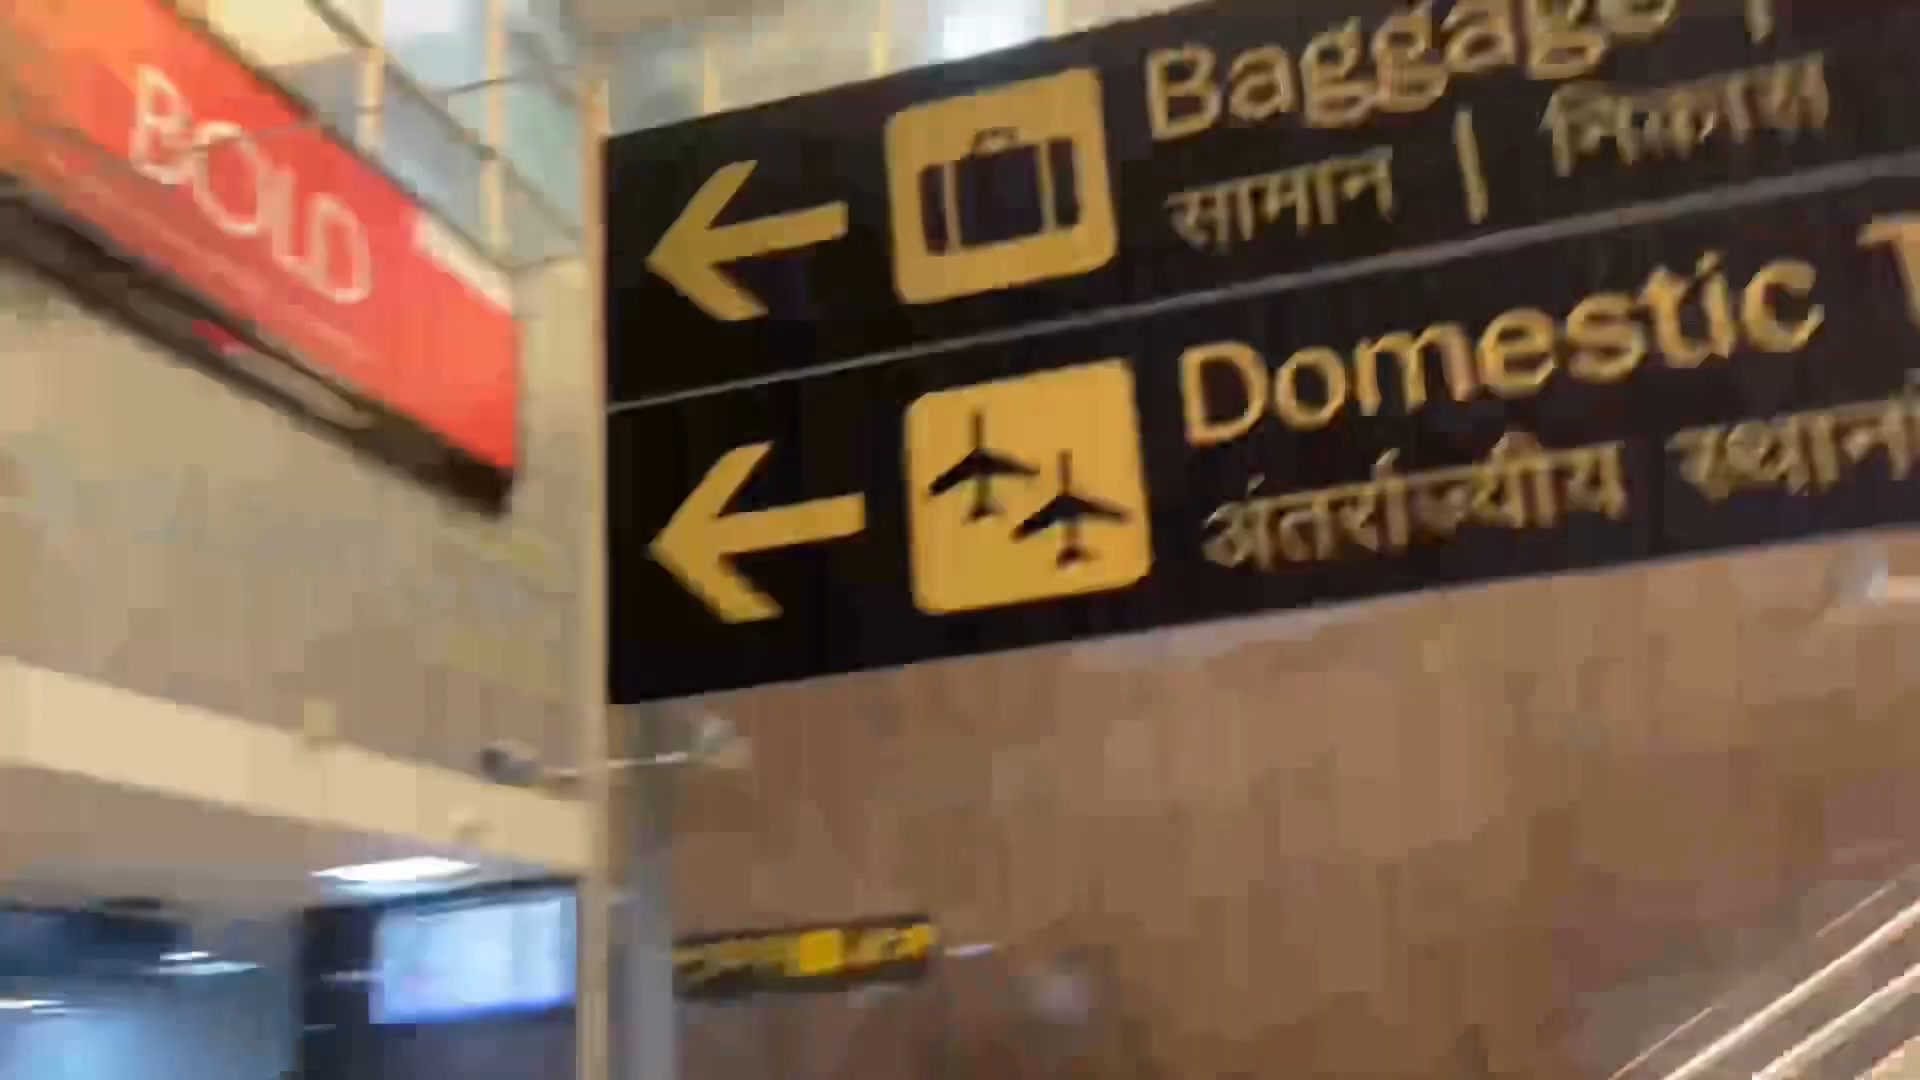 BOLD
Baggage |
सामान | निकास
Domestic T
अंतर्राज्यीय